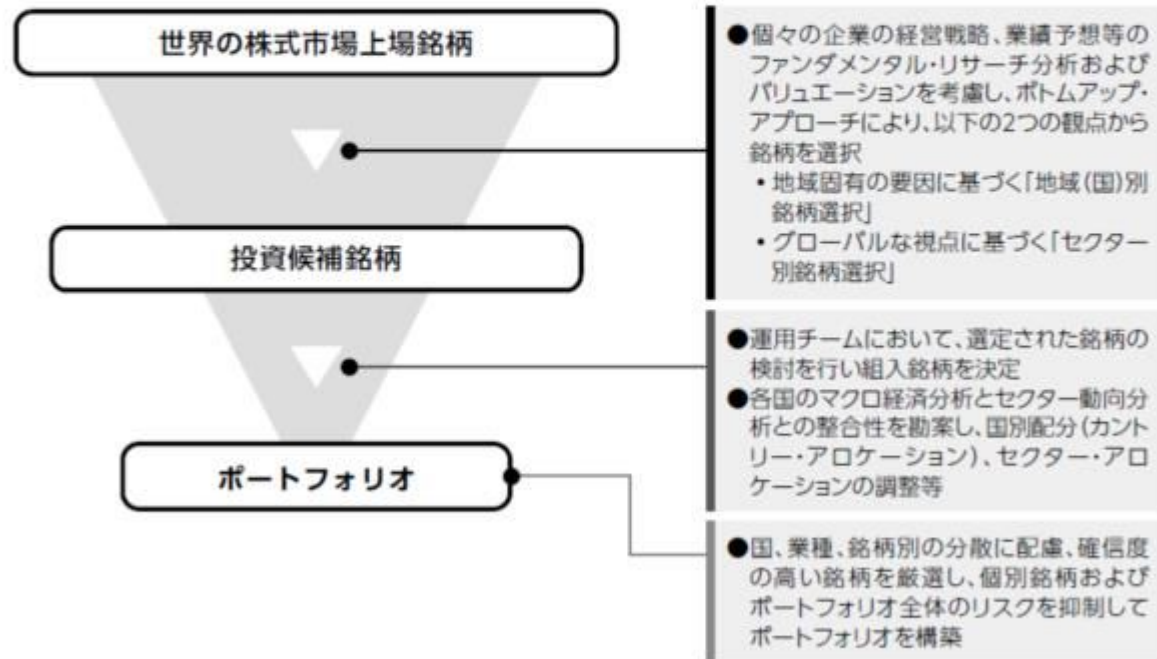 世界の株式市場上場銘柄
●個々の企業の経営戦略、業績予想等の
ファンダメンタル・リサーチ分析および
バリュエーションを考慮し、ボトムアップ・
アプローチにより、以下の2つの観点から
銘柄を選択
・地域固有の要因に基づく「地域(国)別
銘柄選択」
・グローバルな視点に基づく「セクター
別銘柄選択」
投資候補銘柄
●運用チームにおいて、選定された銘柄の
検討を行い組入銘柄を決定
●各国のマクロ経済分析とセクター動向分
析との整合性を勘案し、国別配分(カント
リー・アロケーション)、セクター・アロ
ケーションの調整等
ポートフォリオ
●国、業種、銘柄別の分散に配慮、確信度
の高い銘柄を厳選し、個別銘柄および
ポートフォリオ全体のリスクを抑制して
ポートフォリオを構築